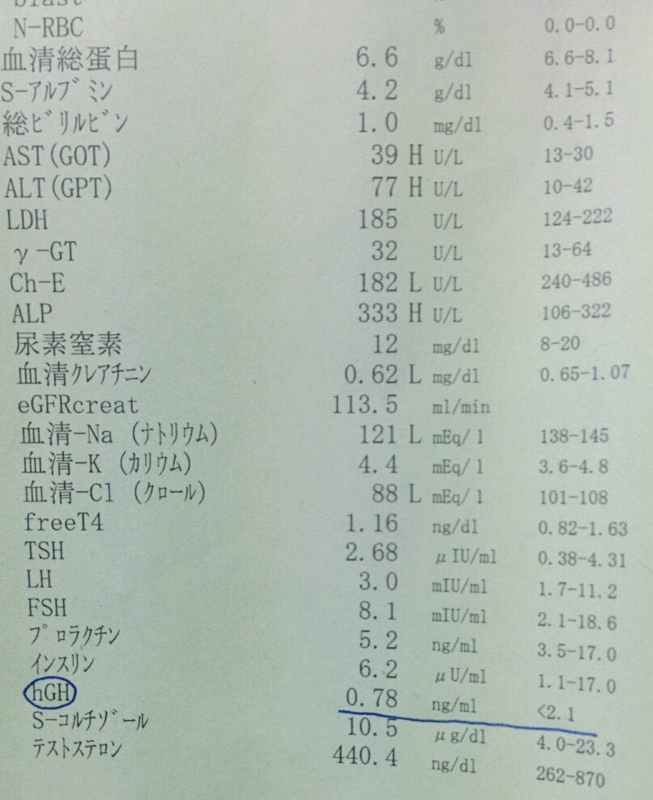 N-RBC % 0.0-0.0
血清総蛋白 6.6 g/dl 6.6-8.1
S-アルブミン 4.2 g/dl 4.1-5.1
総ビリルビン 1.0 mg/dl 0.4-1.5
AST(GOT) 39 H U/L 13-30
ALT(GPT) 77 H U/L 10-42
LDH 185 U/L 124-222
γ-GT 32 U/L 13-64
Ch-E 182 L U/L 240-486
ALP 333 H U/L 106-322
尿素窒素 12 mg/dl 8-20
血清クレアチニン 0.62 L mg/dl 0.65-1.07
eGFRcreat 113.5 ml/min
血清-Na (ナトリウム) 121 L mEq/l 138-145
血清-K (カリウム) 4.4 mEq/l 3.6-4.8
血清-Cl (クロール) 88 L mEq/l 101-108
freeT4 1.16 ng/dl 0.82-1.63
TSH 2.68 μIU/ml 0.38-4.31
LH 3.0 mIU/ml 1.7-11.2
FSH 8.1 mIU/ml 2.1-18.6
プロラクチン 5.2 ng/ml 3.5-17.0
インスリン 6.2 μU/ml 1.1-17.0
hGH 0.78 ng/ml <2.1
S-コルチゾール 10.5 μg/dl 4.0-23.3
テストステロン 440.4 ng/dl 262-870